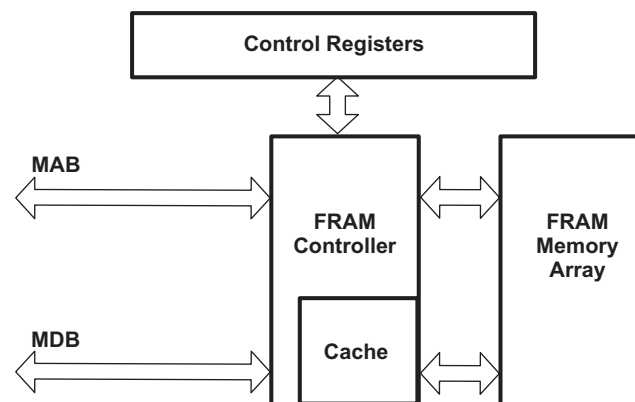 Control Registers
MAB
FRAM
Controller
FRAM
Memory
Array
MDB
Cache